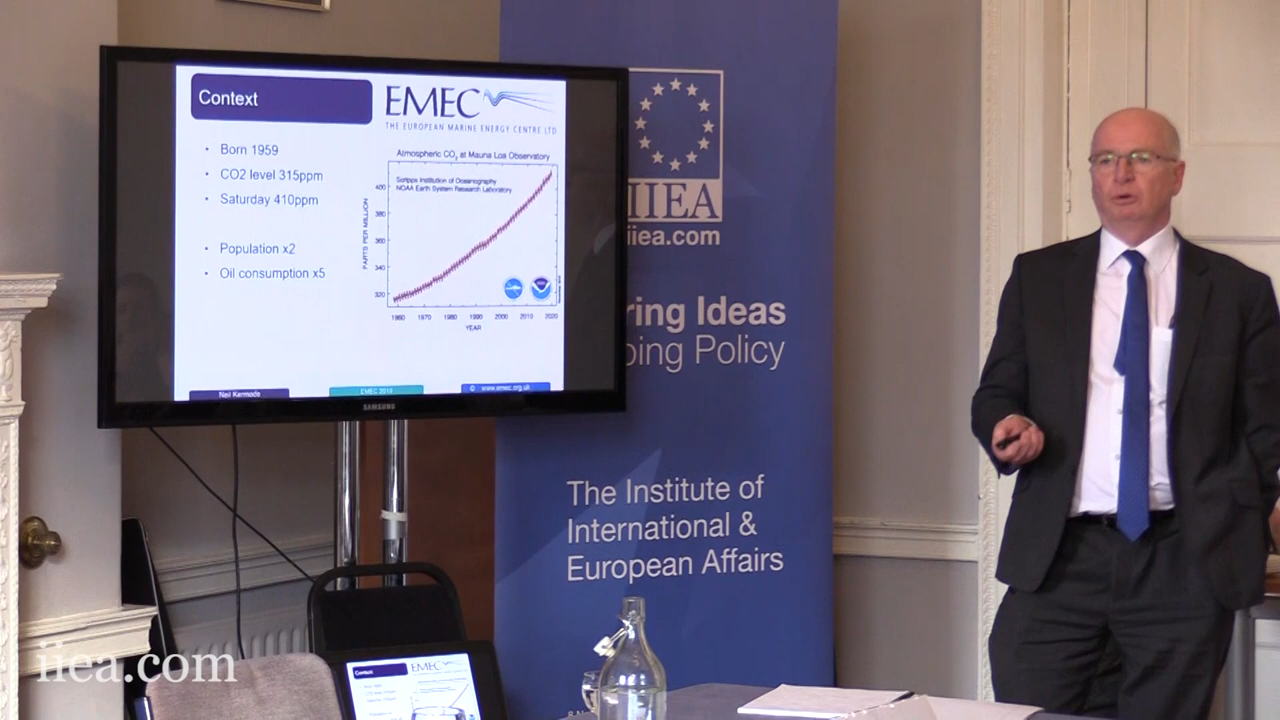 Context
EMEC
THE EUROPEAN MARINE ENERGY CENTRE LTD
• Born 1959
• CO2 level 315ppm
• Saturday 410ppm
• Population x2
• Oil consumption x5
Atmospheric CO2 at Mauna Loa Observatory
Scripps Institution of Oceanography
NOAA Earth System Research Laboratory
PARTS PER MILLION
400
380
360
340
320
1960 1970 1980 1990 2000 2010 2020
YEAR
Neil Kermode
© www.emec.org.uk
SAMSUNG
IIEA
iiea.com
ring Ideas
ping Policy
The Institute of
International &
European Affairs
Context
EMEC
iiea.com